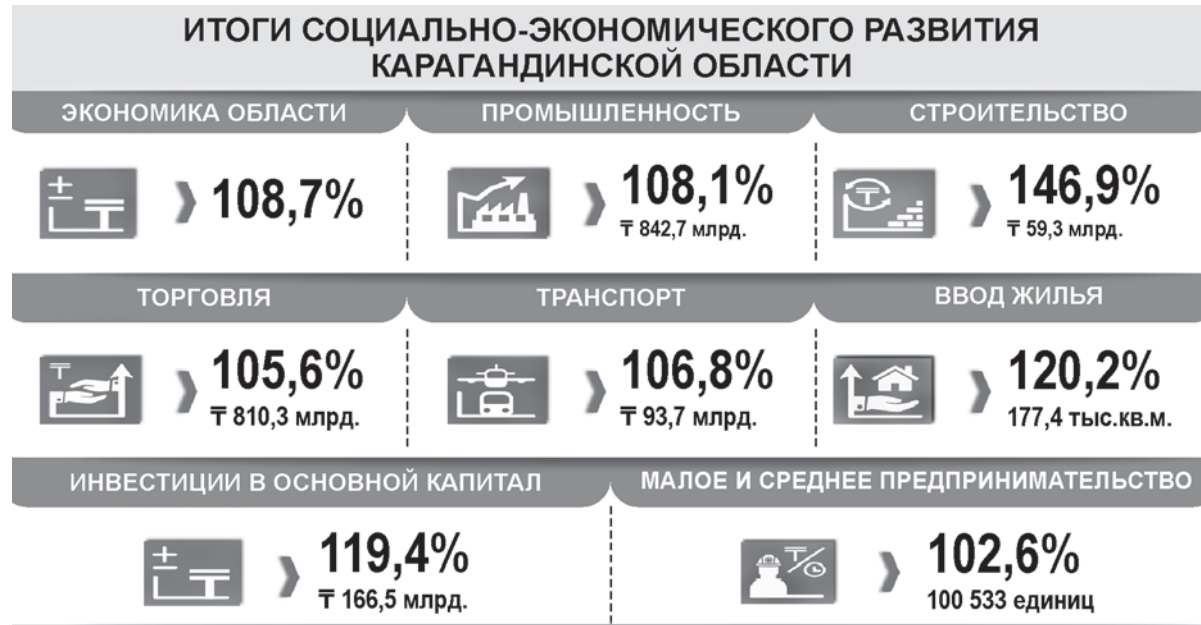 ИТОГИ СОЦИАЛЬНО-ЭКОНОМИЧЕСКОГО РАЗВИТИЯ
КАРАГАНДИНСКОЙ ОБЛАСТИ
ЭКОНОМИКА ОБЛАСТИ
108,7%
ПРОМЫШЛЕННОСТЬ
108,1%
₸ 842,7 млрд.
СТРОИТЕЛЬСТВО
146,9%
₸ 59,3 млрд.
ТОРГОВЛЯ
105,6%
₸ 810,3 млрд.
ТРАНСПОРТ
106,8%
₸ 93,7 млрд.
ВВОД ЖИЛЬЯ
120,2%
177,4 тыс.кв.м.
ИНВЕСТИЦИИ В ОСНОВНОЙ КАПИТАЛ
119,4%
₸ 166,5 млрд.
МАЛОЕ И СРЕДНЕЕ ПРЕДПРИНИМАТЕЛЬСТВО
102,6%
100 533 единиц